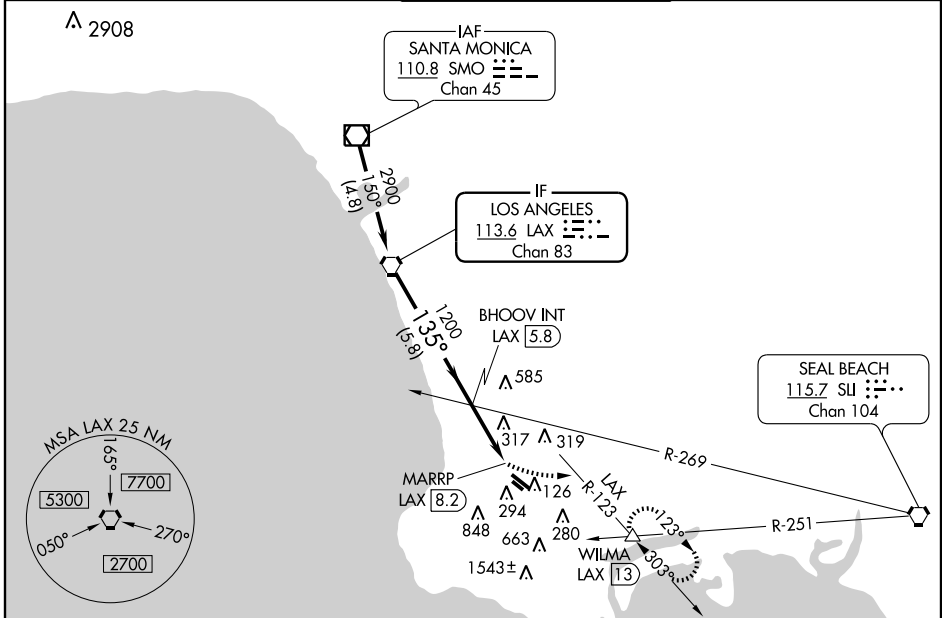 2908
IAF
SANTA MONICA
110.8 SMO
Chan 45
2900
150°
(4.8)
IF
LOS ANGELES
113.6 LAX
Chan 83
1200
135°
(5.8)
BHOOV INT
LAX 5.8
585
SEAL BEACH
115.7 SLI
Chan 104
317
319
R-269
MARRP
LAX 8.2
126
294
LAX
R-123
848
280
663
1543±
123°
R-251
WILMA
LAX 13
303°
MSA LAX 25 NM
165°
7700
5300
050°
270°
2700